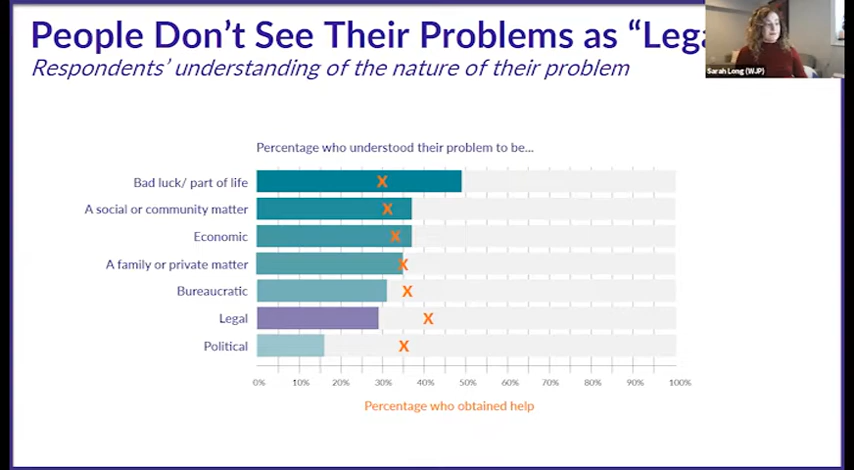 People Don't See Their Problems as "Lega
Respondents' understanding of the nature of their problem
Sarah Long (WJP)
Percentage who understood their problem to be...
Bad luck/ part of life
X
A social or community matter
X
Economic
X
A family or private matter
X
Bureaucratic
X
Legal
X
Political
X
0% 10% 20% 30% 40% 50% 60% 70% 80% 90% 100%
Percentage who obtained help